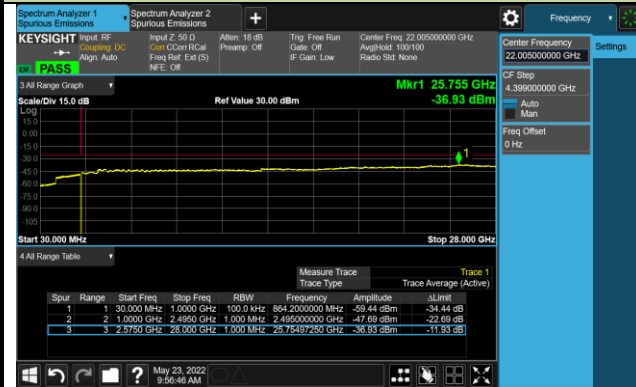 Spectrum Analyzer 1
Spurious Emissions
Spectrum Analyzer 2
Spurious Emissions
+
Frequency
KEYSIGHT
Input: RF
Coupling: DC
Align: Auto
Input Z: 50 Ω
Corr CCorr RCal
Freq Ref: Ext (S)
NFE: Off
Atten: 18 dB
Preamp: Off
Trig: Free Run
Gate: Off
IF Gain: Low
Center Freq: 22.005000000 GHz
Avg|Hold: 100/100
Radio Std: None
PASS
Center Frequency
22.005000000 GHz
Settings
CF Step
4.399000000 GHz
Auto
Man
Freq Offset
0 Hz
3 All Range Graph
Mkr1 25.755 GHz
-36.93 dBm
Scale/Div 15.0 dB
Ref Value 30.00 dBm
Log
15.0
0.00
-15.0
-30.0
-45.0
-60.0
-75.0
-90.0
-105
1
Start 30.000 MHz
Stop 28.000 GHz
4 All Range Table
Measure Trace Trace 1
Trace Type Trace Average (Active)
Spur Range Start Freq Stop Freq RBW Frequency Amplitude ΔLimit
1 1 30.000 MHz 1.0000 GHz 100.0 kHz 864.2000000 MHz -59.44 dBm -34.44 dB
2 2 1.0000 GHz 2.4950 GHz 1.000 MHz 2.495000000 GHz -47.69 dBm -22.69 dB
3 3 2.5750 GHz 28.000 GHz 1.000 MHz 25.75497250 GHz -36.93 dBm -11.93 dB
?
May 23, 2022
9:56:46 AM